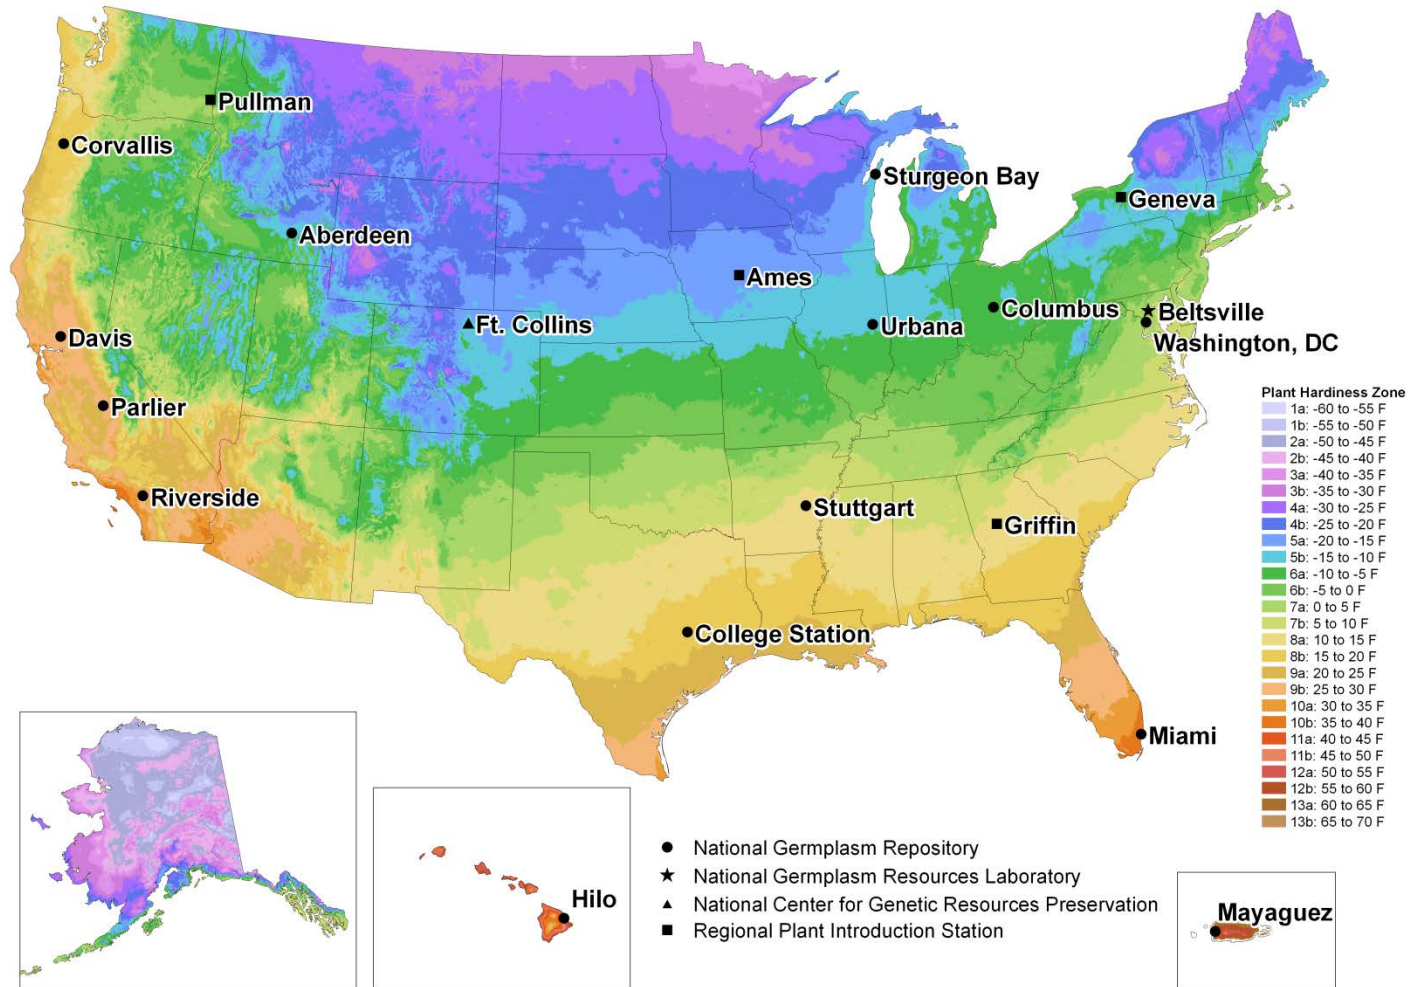 Pullman
Corvallis
Sturgeon Bay
Geneva
Aberdeen
Ames
Columbus
Beltsville
Ft. Collins
Urbana
Washington, DC
Davis
Parlier
Riverside
Stuttgart
Griffin
College Station
Miami
Plant Hardiness Zone
1a: -60 to -55 F
1b: -55 to -50 F
2a: -50 to -45 F
2b: -45 to -40 F
3a: -40 to -35 F
3b: -35 to -30 F
4a: -30 to -25 F
4b: -25 to -20 F
5a: -20 to -15 F
5b: -15 to -10 F
6a: -10 to -5 F
6b: -5 to 0 F
7a: 0 to 5 F
7b: 5 to 10 F
8a: 10 to 15 F
8b: 15 to 20 F
9a: 20 to 25 F
9b: 25 to 30 F
10a: 30 to 35 F
10b: 35 to 40 F
11a: 40 to 45 F
11b: 45 to 50 F
12a: 50 to 55 F
12b: 55 to 60 F
13a: 60 to 65 F
13b: 65 to 70 F
Hilo
National Germplasm Repository
National Germplasm Resources Laboratory
National Center for Genetic Resources Preservation
Regional Plant Introduction Station
Mayaguez